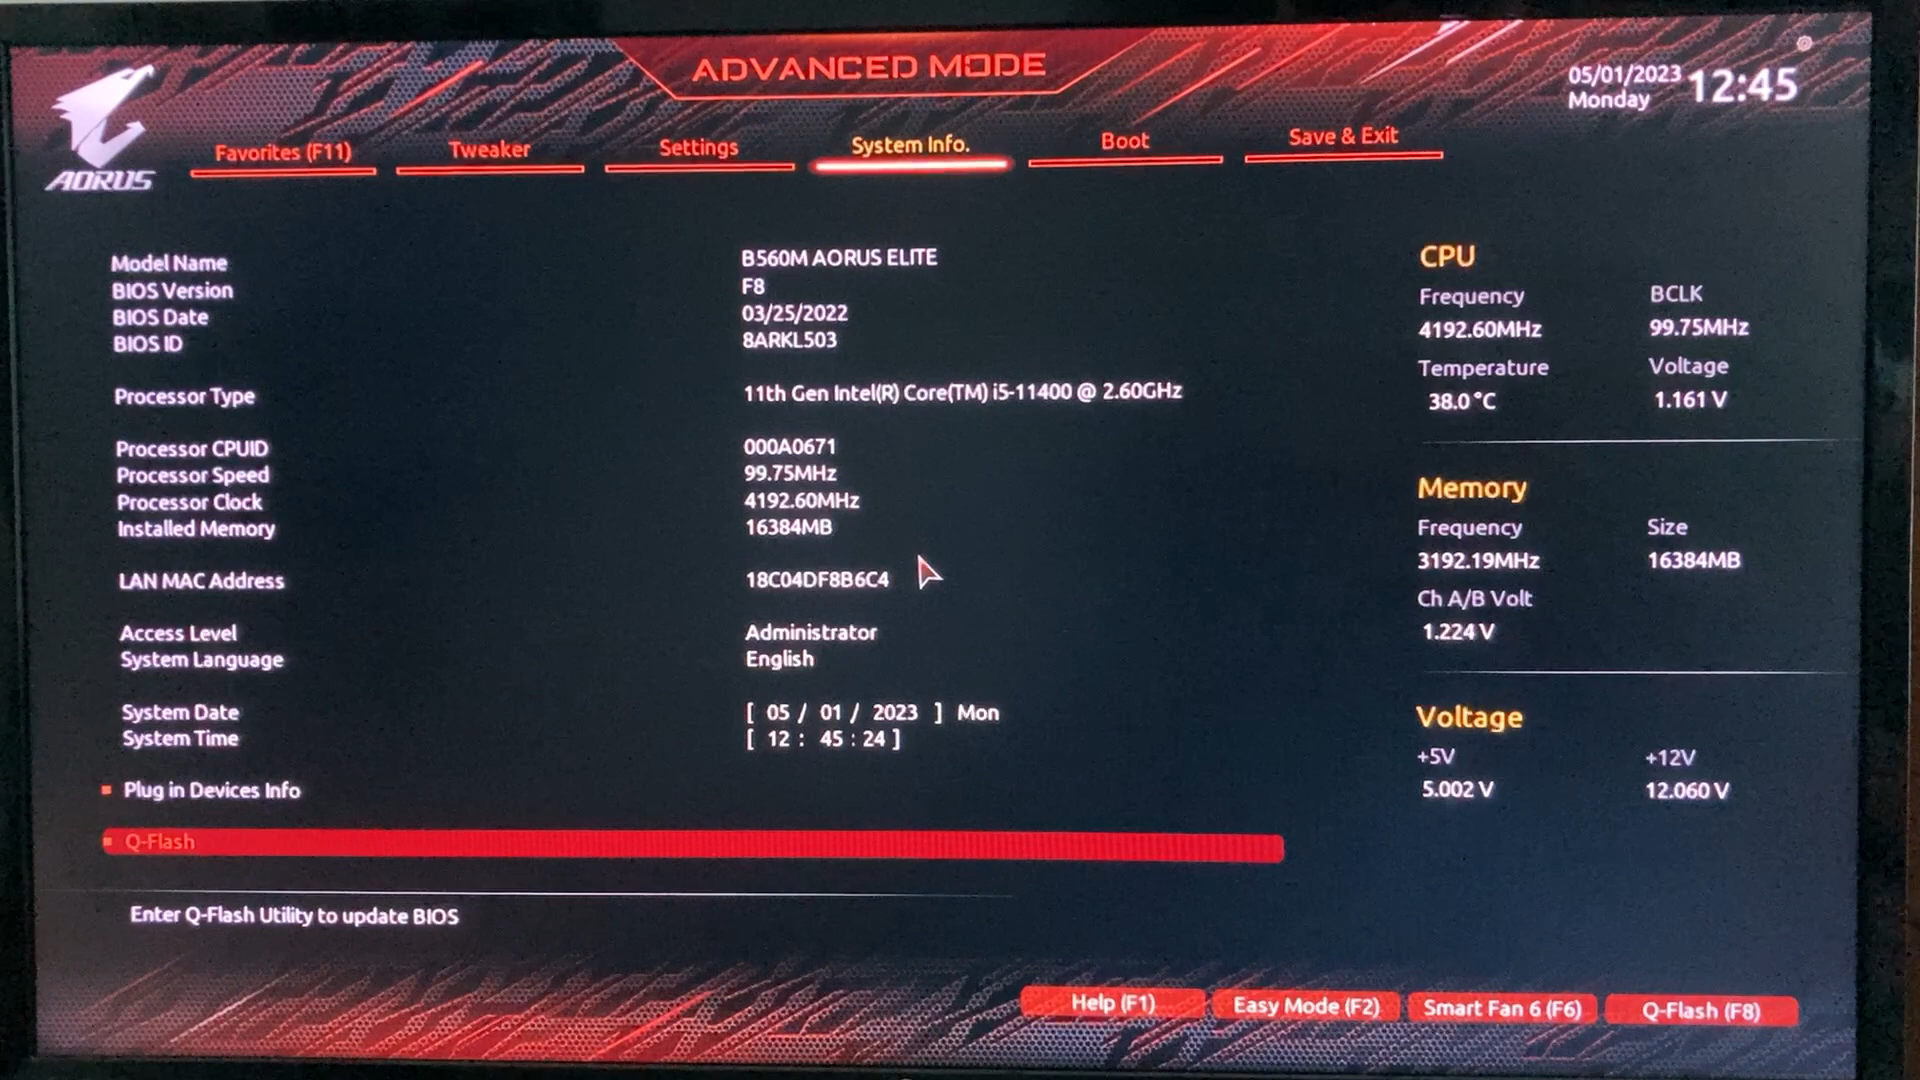 ADVANCED MODE
05/01/2023 Monday 12:45
AORUS
Favorites (F11) Tweaker Settings System Info. Boot Save & Exit
Model Name B560M AORUS ELITE
BIOS Version F8
BIOS Date 03/25/2022
BIOS ID 8ARKL503
Processor Type 11th Gen Intel(R) Core(TM) i5-11400 @ 2.60GHz
Processor CPUID 000A0671
Processor Speed 99.75MHz
Processor Clock 4192.60MHz
Installed Memory 16384MB
LAN MAC Address 18C04DF8B6C4
Access Level Administrator
System Language English
System Date [ 05 / 01 / 2023 ] Mon
System Time [ 12 : 45 : 24 ]
Plug in Devices Info
Q-Flash
Enter Q-Flash Utility to update BIOS
CPU
Frequency BCLK
4192.60MHz 99.75MHz
Temperature Voltage
38.0 °C 1.161 V
Memory
Frequency Size
3192.19MHz 16384MB
Ch A/B Volt
1.224 V
Voltage
+5V +12V
5.002 V 12.060 V
Help (F1) Easy Mode (F2) Smart Fan 6 (F6) Q-Flash (F8)